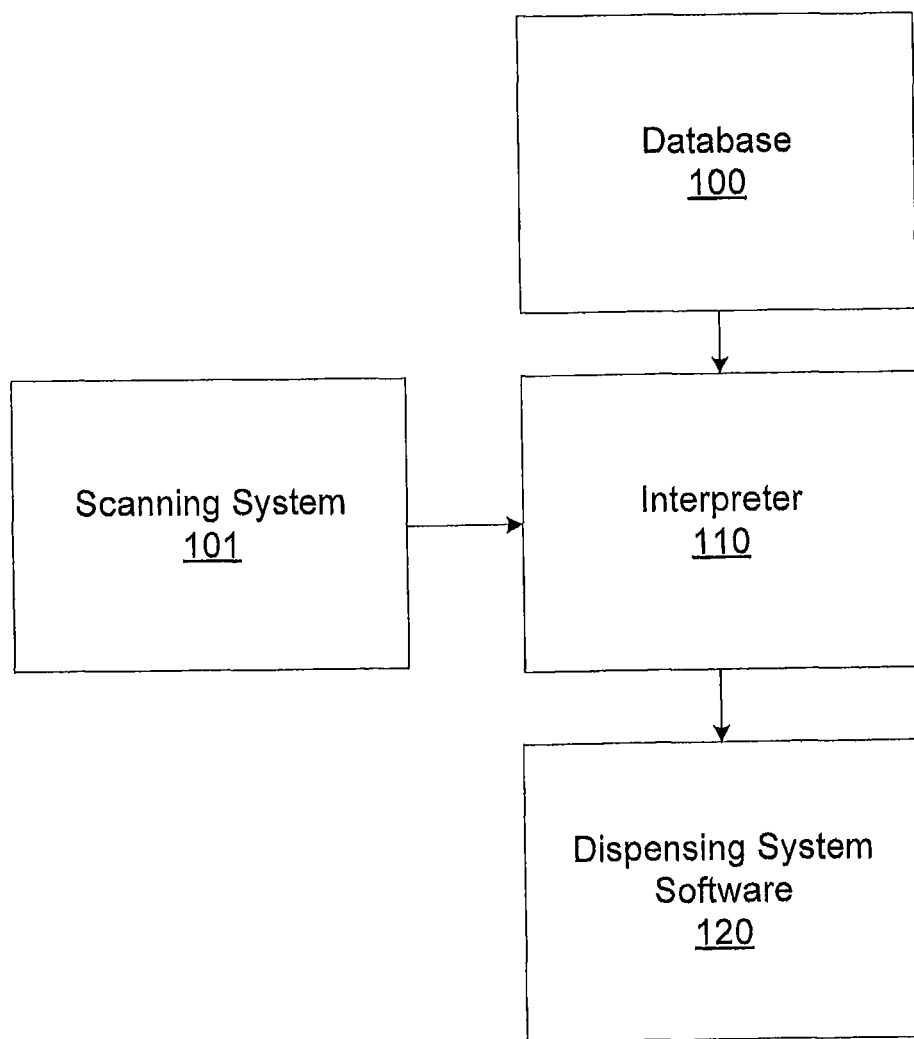 Database
100
Scanning System
101
Interpreter
110
Dispensing System
Software
120